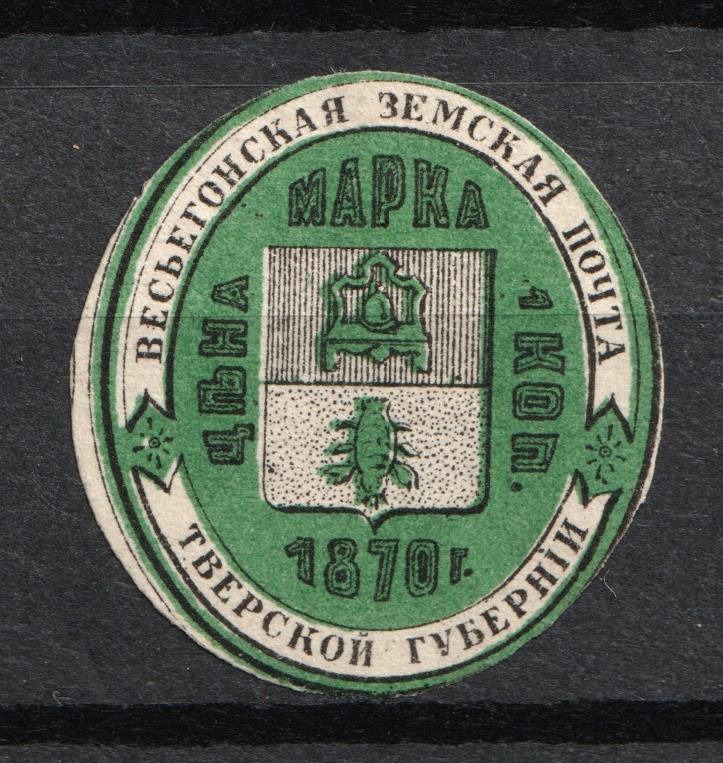 ВЕСЬЕГОНСКАЯ ЗЕМСКАЯ ПОЧТА
МАРКА
ЦѢНА
1 КОП.
1870 г.
ТВЕРСКОЙ ГУБЕРНІИ